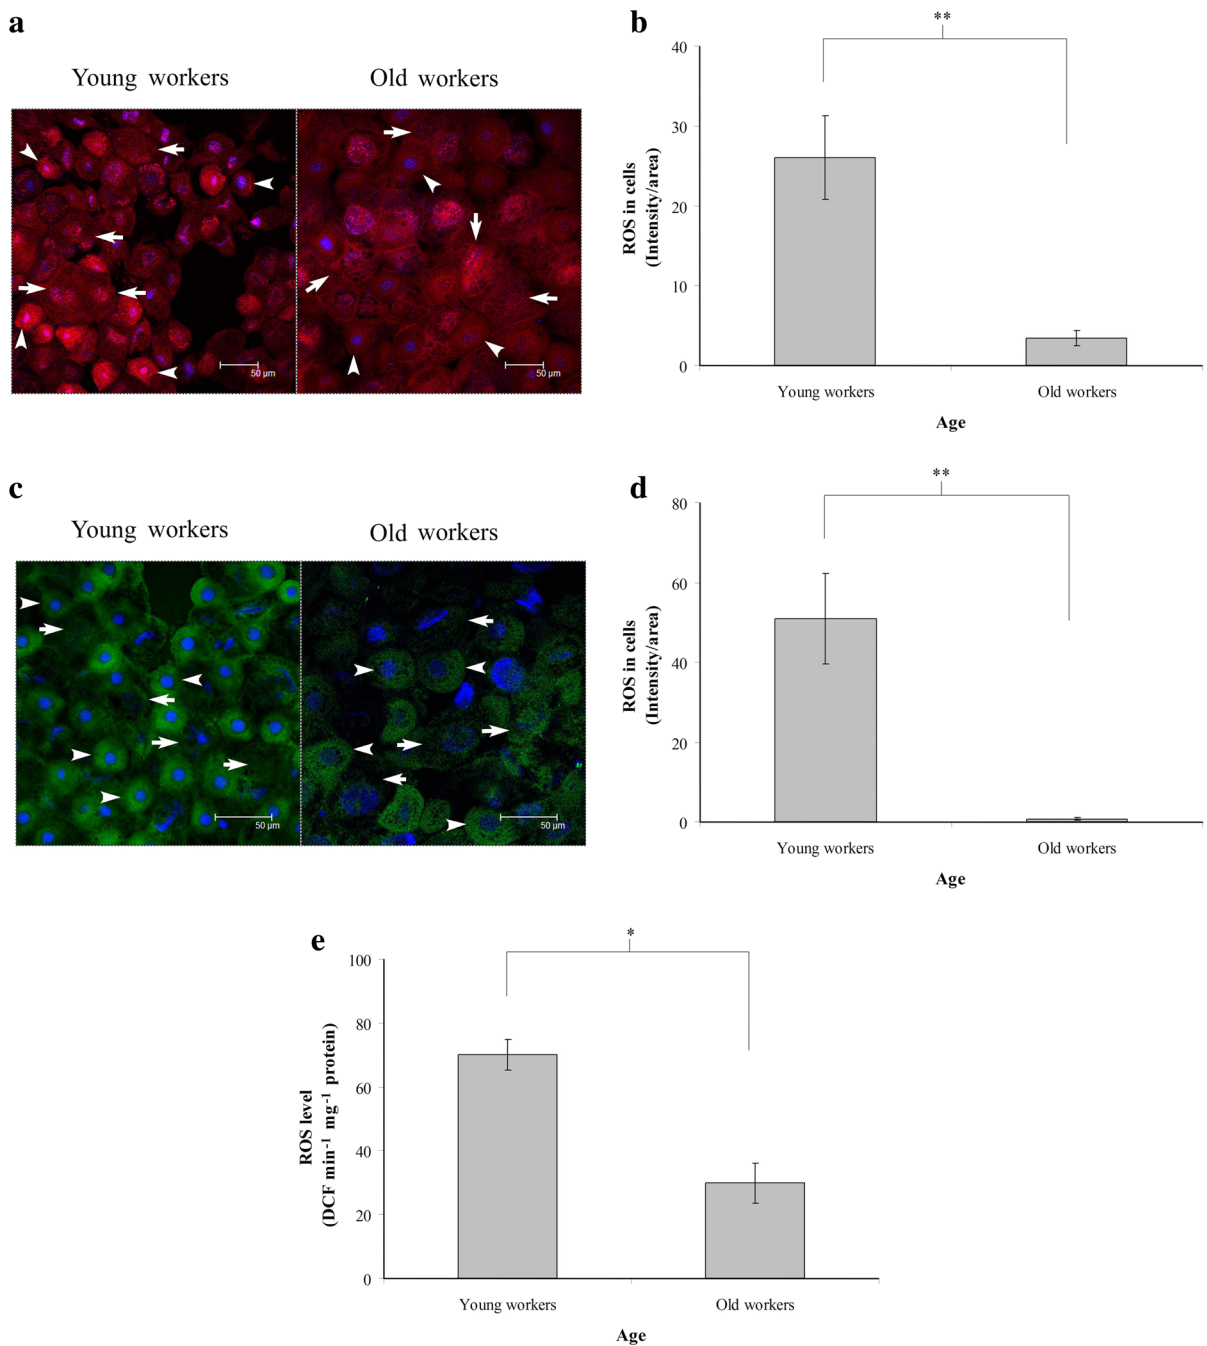 a
Young workers
Old workers
50 µm
50 µm
b
**
40
30
20
10
0
ROS in cells
(Intensity/area)
Young workers
Old workers
Age
c
Young workers
Old workers
50 µm
50 µm
d
**
80
60
40
20
0
ROS in cells
(Intensity/area)
Young workers
Old workers
Age
e
*
100
80
60
40
20
0
ROS level
(DCF min⁻¹ mg⁻¹ protein)
Young workers
Old workers
Age